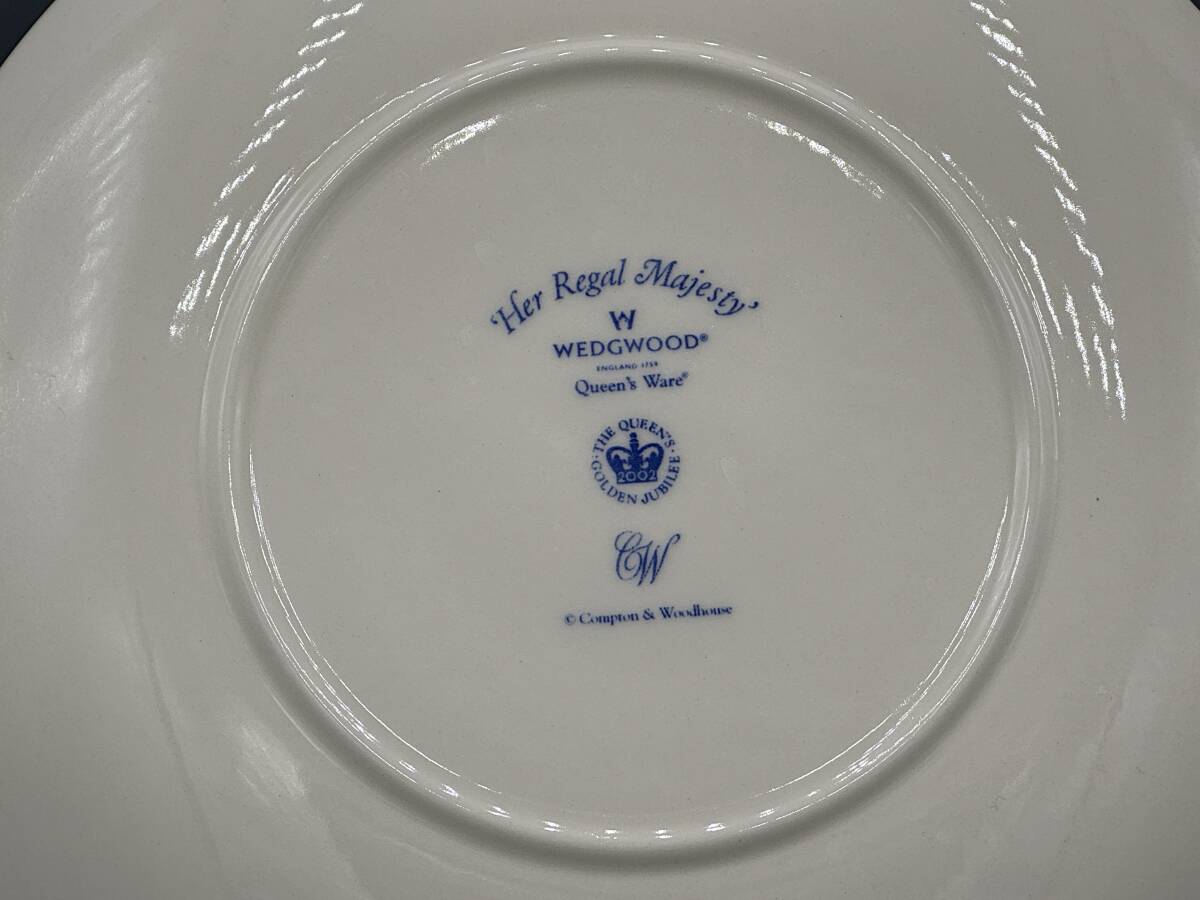 'Her Regal Majesty'
W
WEDGWOOD®
ENGLAND 1759
Queen's Ware®
THE QUEEN'S
2002
· GOLDEN JUBILEE ·
CW
© Compton & Woodhouse